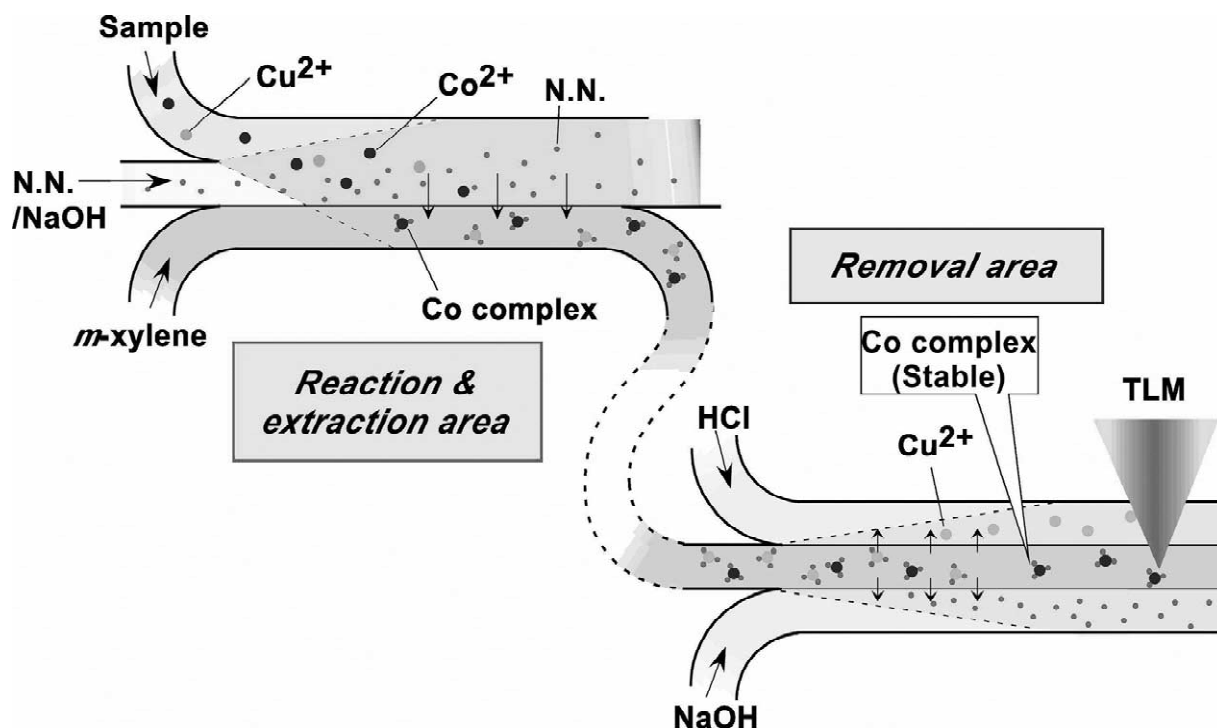 Sample
Cu2+
Co2+
N.N.
N.N.
/NaOH
m-xylene
Co complex
Reaction &
extraction area
Removal area
Co complex
(Stable)
TLM
HCl
Cu2+
NaOH